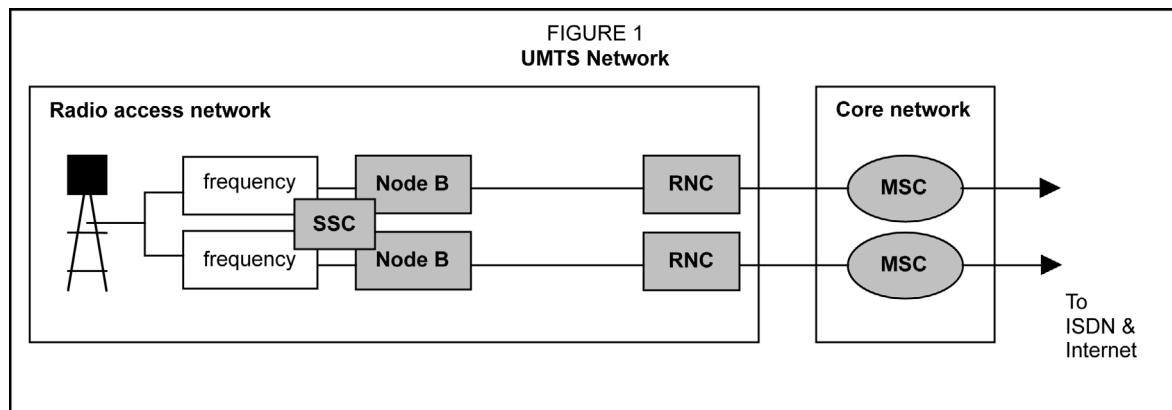 FIGURE 1
UMTS Network
Radio access network
Core network
frequency
Node B
RNC
MSC
SSC
frequency
Node B
RNC
MSC
To
ISDN &
Internet